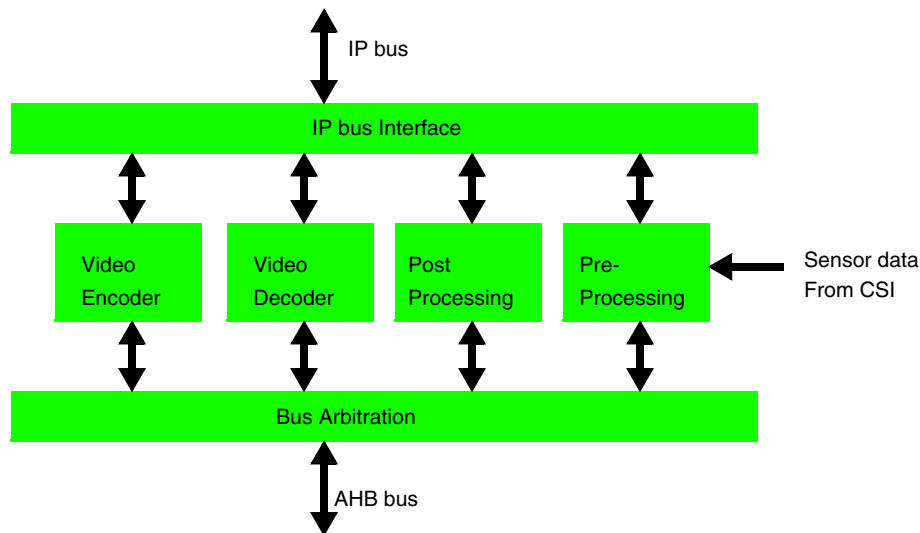 IP bus
IP bus Interface
Video
Encoder
Video
Decoder
Post
Processing
Pre-
Processing
Sensor data
From CSI
Bus Arbitration
AHB bus